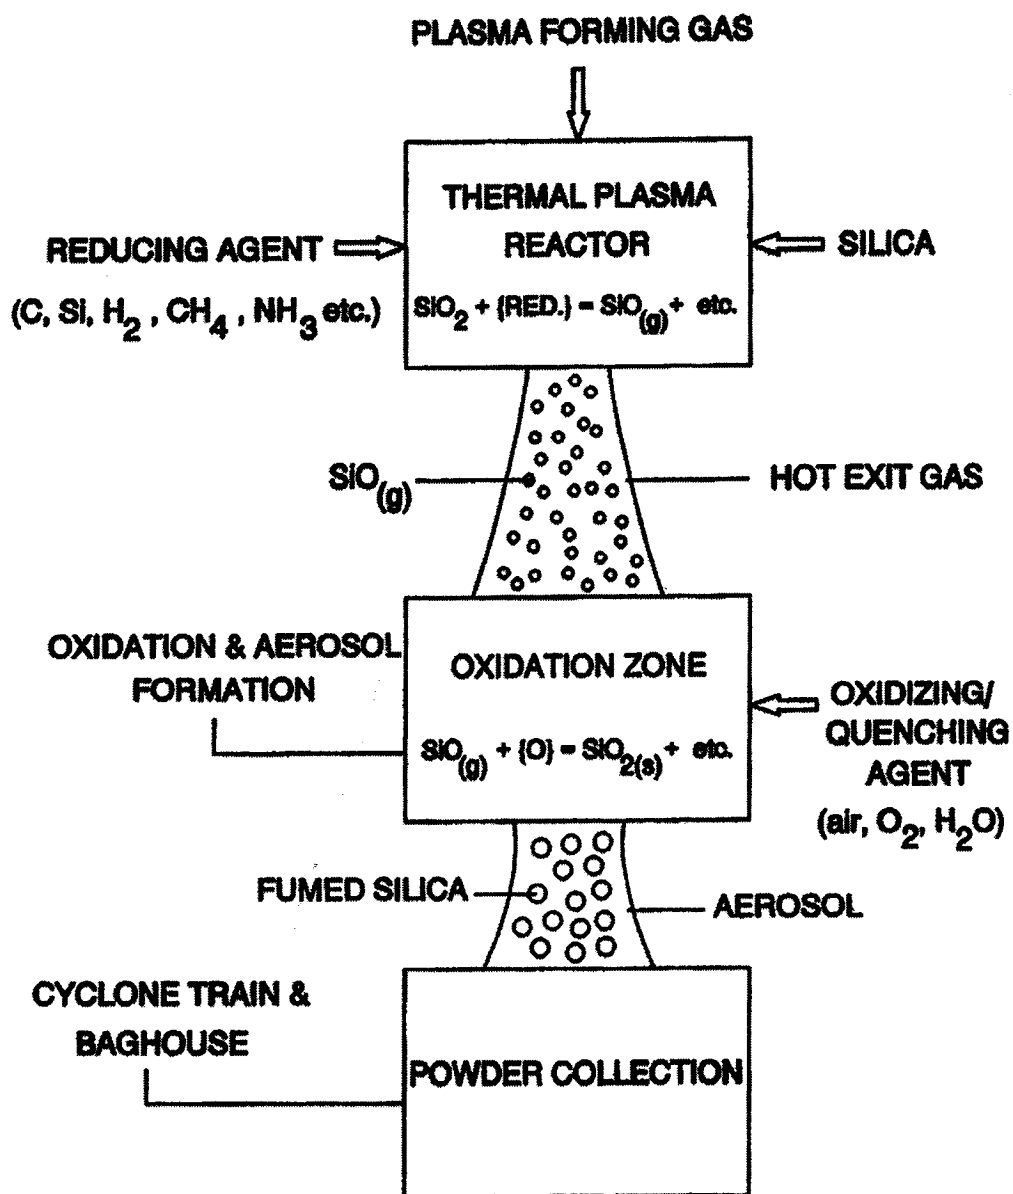 PLASMA FORMING GAS
THERMAL PLASMA
REACTOR
SiO2 + {RED.} = SiO(g) + etc.
REDUCING AGENT
(C, Si, H2 , CH4 , NH3 etc.)
SILICA
SiO(g)
HOT EXIT GAS
OXIDATION & AEROSOL
FORMATION
OXIDATION ZONE
SiO(g) + {O} = SiO2(s) + etc.
OXIDIZING/
QUENCHING
AGENT
(air, O2, H2O)
FUMED SILICA
AEROSOL
CYCLONE TRAIN &
BAGHOUSE
POWDER COLLECTION